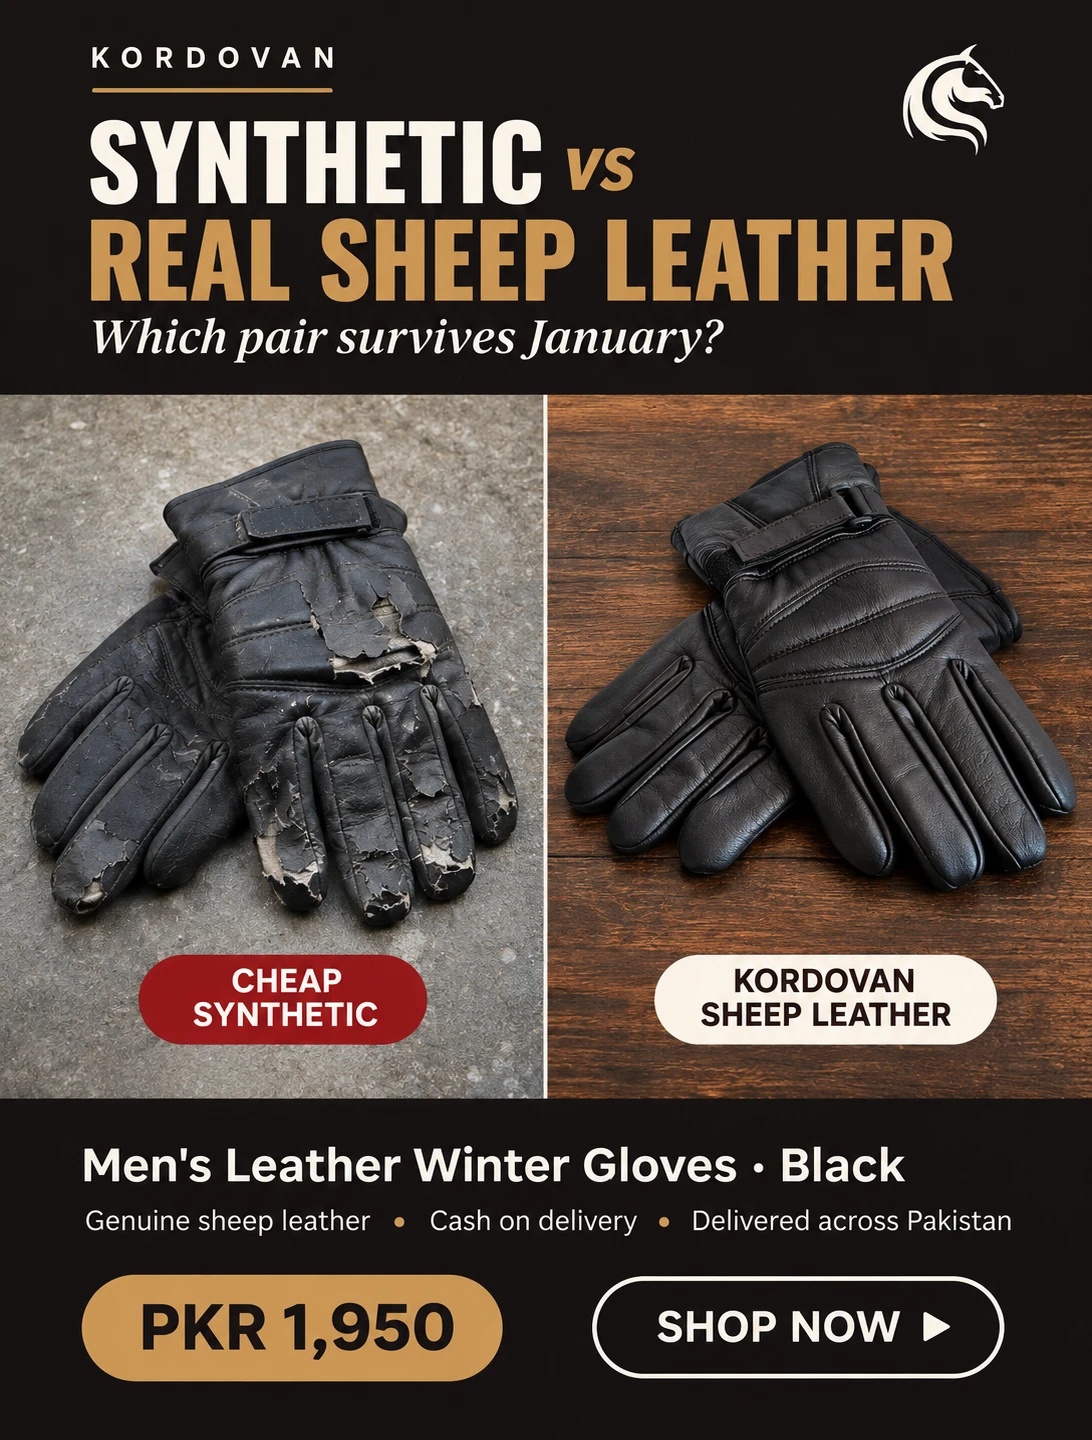 KORDOVAN
SYNTHETIC vs
REAL SHEEP LEATHER
Which pair survives January?
CHEAP
SYNTHETIC
KORDOVAN
SHEEP LEATHER
Men's Leather Winter Gloves · Black
Genuine sheep leather • Cash on delivery • Delivered across Pakistan
PKR 1,950
SHOP NOW ▶